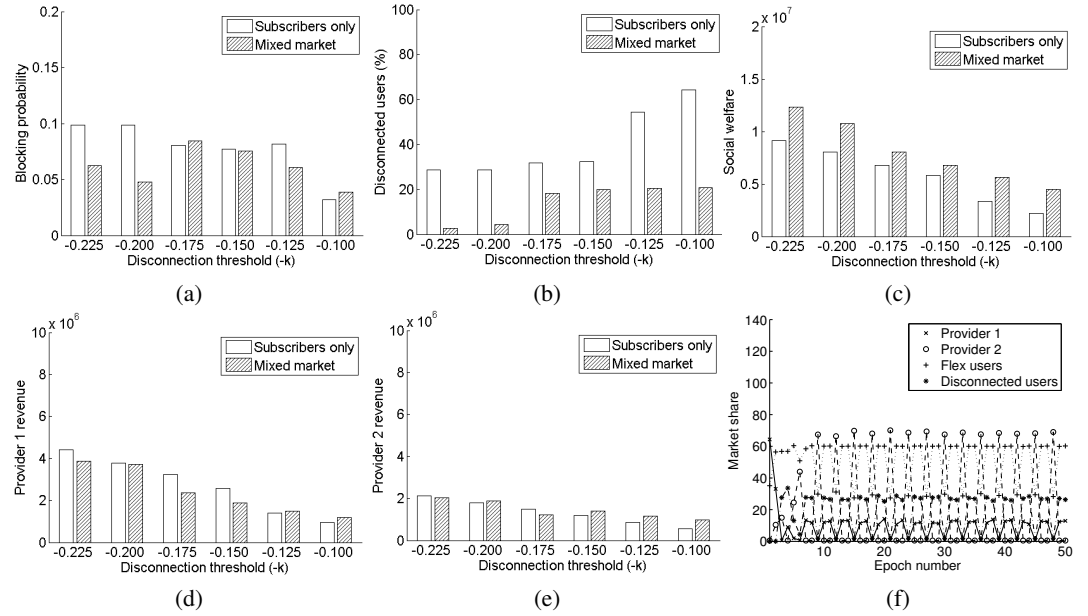 Subscribers only
Mixed market
Blocking probability
0.2
0.15
0.1
0.05
0
-0.225 -0.200 -0.175 -0.150 -0.125 -0.100
Disconnection threshold (-k)
(a)
Subscribers only
Mixed market
Disconnected users (%)
100
80
60
40
20
0
-0.225 -0.200 -0.175 -0.150 -0.125 -0.100
Disconnection threshold (-k)
(b)
x 10^7
Subscribers only
Mixed market
Social welfare
2
1.5
1
0.5
0
-0.225 -0.200 -0.175 -0.150 -0.125 -0.100
Disconnection threshold (-k)
(c)
x 10^6
Subscribers only
Mixed market
Provider 1 revenue
10
8
6
4
2
0
-0.225 -0.200 -0.175 -0.150 -0.125 -0.100
Disconnection threshold (-k)
(d)
x 10^6
Subscribers only
Mixed market
Provider 2 revenue
10
8
6
4
2
0
-0.225 -0.200 -0.175 -0.150 -0.125 -0.100
Disconnection threshold (-k)
(e)
Provider 1
Provider 2
Flex users
Disconnected users
Market share
140
120
100
80
60
40
20
0
10 20 30 40 50
Epoch number
(f)